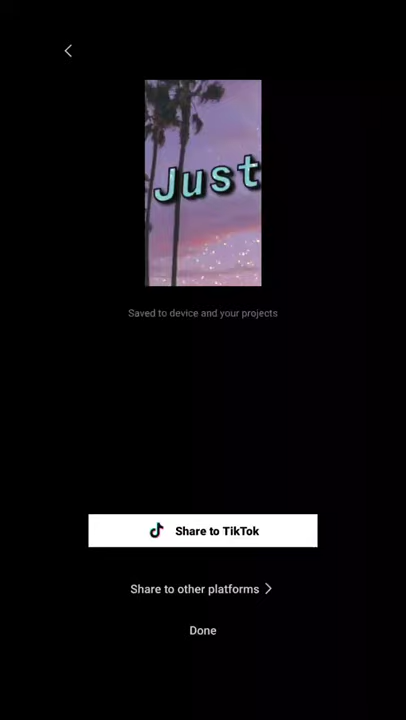 Just
Saved to device and your projects
Share to TikTok
Share to other platforms
Done